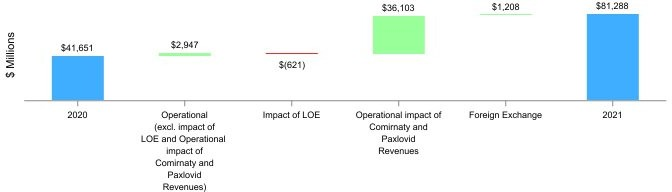 $ Millions
$41,651
$2,947
$(621)
$36,103
$1,208
$81,288
2020
Operational
(excl. impact of
LOE and Operational
impact of
Comirnaty and
Paxlovid
Revenues)
Impact of LOE
Operational impact of
Comirnaty and
Paxlovid
Revenues
Foreign Exchange
2021